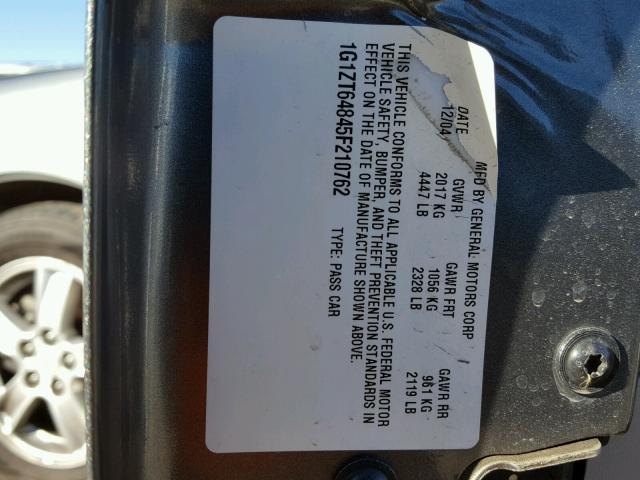 MFD BY GENERAL MOTORS CORP
DATE GVWR GAWR FRT GAWR RR
12/04 2017 KG 1056 KG 961 KG
4447 LB 2328 LB 2119 LB
THIS VEHICLE CONFORMS TO ALL APPLICABLE U.S. FEDERAL MOTOR
VEHICLE SAFETY, BUMPER, AND THEFT PREVENTION STANDARDS IN
EFFECT ON THE DATE OF MANUFACTURE SHOWN ABOVE.
1G1ZT64845F210762 TYPE: PASS CAR